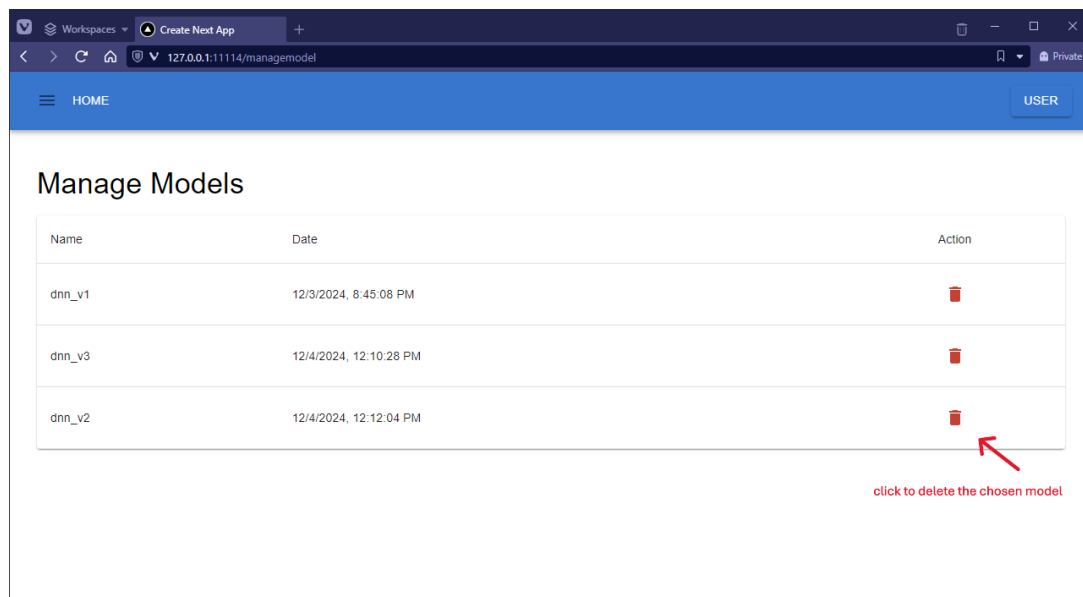 Workspaces
Create Next App
127.0.0.1:11114/managemodel
Private
HOME
USER
Manage Models
Name Date Action
dnn_v1 12/3/2024, 8:45:08 PM
dnn_v3 12/4/2024, 12:10:28 PM
dnn_v2 12/4/2024, 12:12:04 PM
click to delete the chosen model